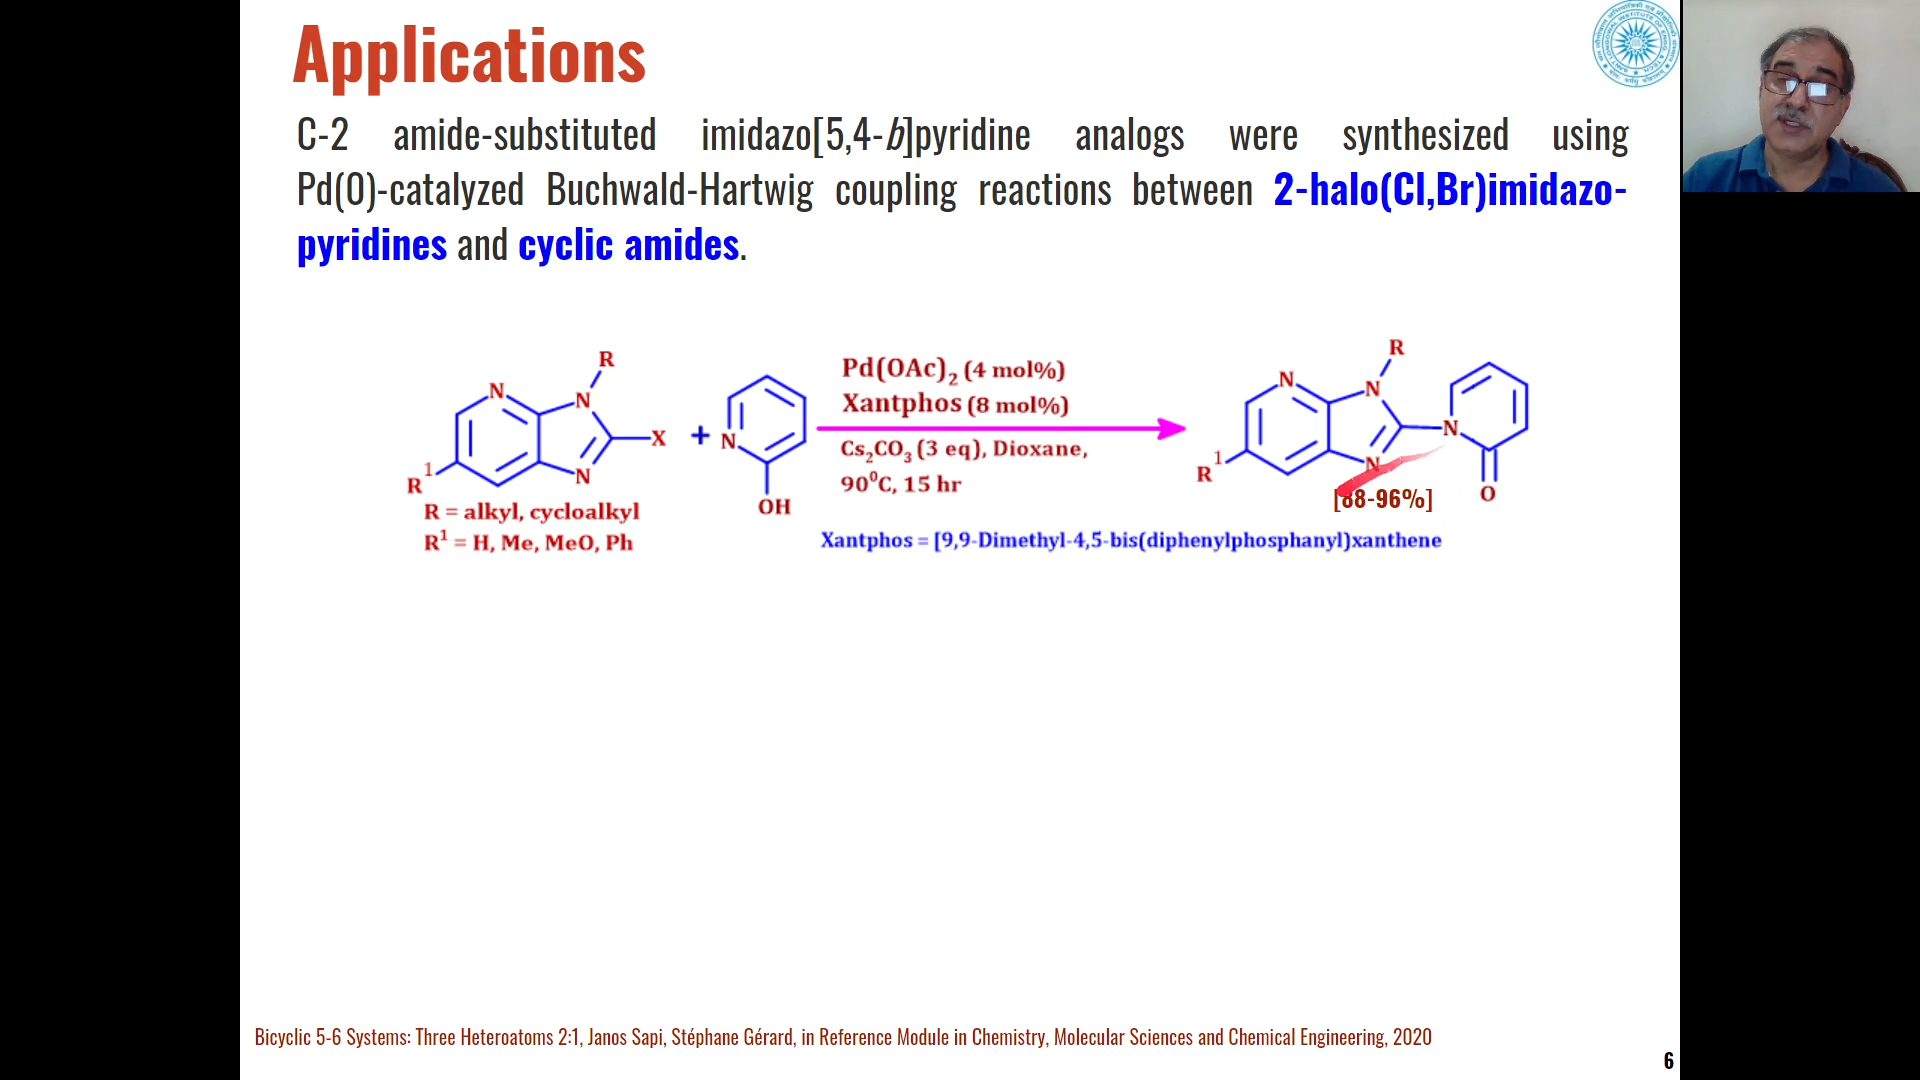 Applications
C-2 amide-substituted imidazo[5,4-b]pyridine analogs were synthesized using
Pd(0)-catalyzed Buchwald-Hartwig coupling reactions between 2-halo(Cl,Br)imidazo-
pyridines and cyclic amides.
N
R
N
X
N
R1
R = alkyl, cycloalkyl
R1 = H, Me, MeO, Ph
+
N
OH
Pd(OAc)2 (4 mol%)
Xantphos (8 mol%)
Cs2CO3 (3 eq), Dioxane,
90⁰C, 15 hr
N
R
N
N
R1
N
O
[88-96%]
Xantphos = [9,9-Dimethyl-4,5-bis(diphenylphosphanyl)xanthene
Bicyclic 5-6 Systems: Three Heteroatoms 2:1, Janos Sapi, Stéphane Gérard, in Reference Module in Chemistry, Molecular Sciences and Chemical Engineering, 2020
6